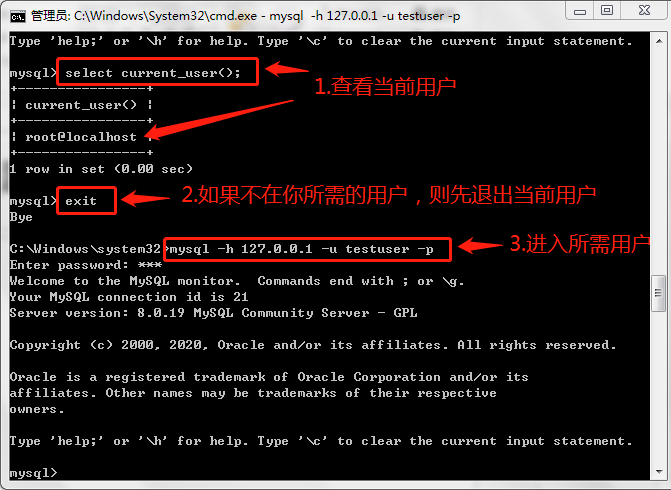 管理员: C:\Windows\System32\cmd.exe - mysql  -h 127.0.0.1 -u testuser -p
Type 'help;' or '\h' for help. Type '\c' to clear the current input statement.
mysql> select current_user();
+----------------+
| current_user() |
+----------------+
| root@localhost |
+----------------+
1 row in set (0.00 sec)
1.查看当前用户
mysql> exit
Bye
2.如果不在你所需的用户，则先退出当前用户
C:\Windows\system32>mysql -h 127.0.0.1 -u testuser -p
3.进入所需用户
Enter password: ***
Welcome to the MySQL monitor.  Commands end with ; or \g.
Your MySQL connection id is 21
Server version: 8.0.19 MySQL Community Server - GPL
Copyright (c) 2000, 2020, Oracle and/or its affiliates. All rights reserved.
Oracle is a registered trademark of Oracle Corporation and/or its
affiliates. Other names may be trademarks of their respective
owners.
Type 'help;' or '\h' for help. Type '\c' to clear the current input statement.
mysql>